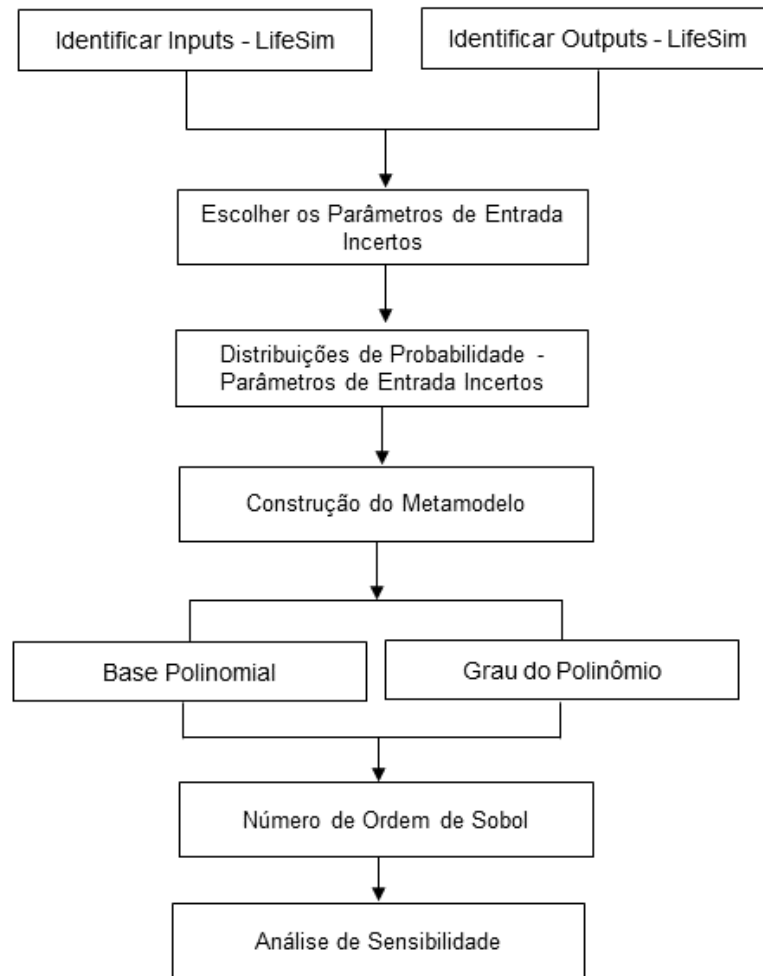 Identificar Inputs - LifeSim
Identificar Outputs - LifeSim
Escolher os Parâmetros de Entrada
Incertos
Distribuições de Probabilidade -
Parâmetros de Entrada Incertos
Construção do Metamodelo
Base Polinomial
Grau do Polinômio
Número de Ordem de Sobol
Análise de Sensibilidade